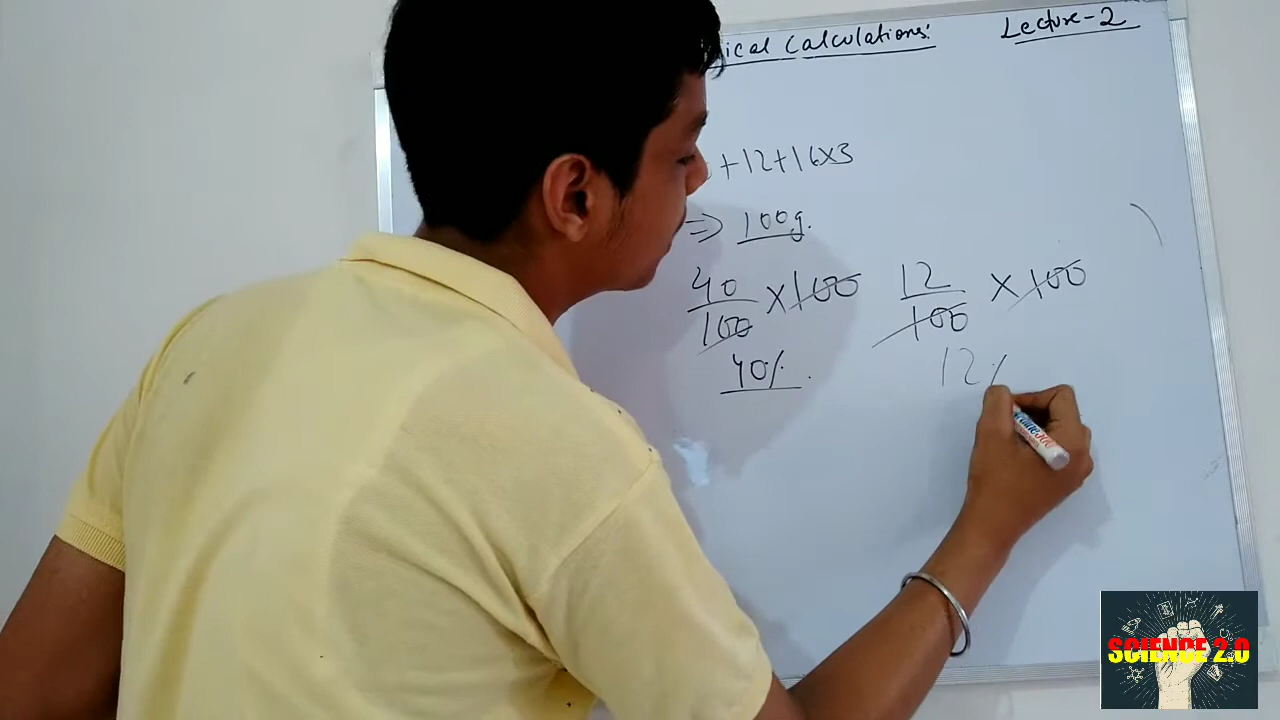 ical Calculations: Lecture-2
+12+16x3
=> 100g.
40/100 x 100 12/100 x 100
40%. 12%
SCIENCE 2.0